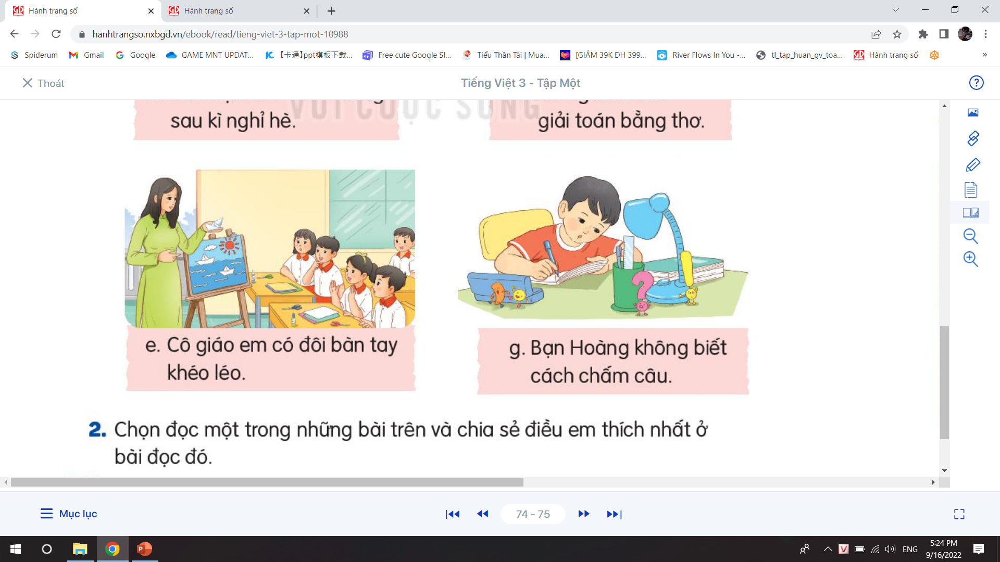 Hành trang số
Hành trang số
hanhtrangso.nxbgd.vn/ebook/read/tieng-viet-3-tap-mot-10988
Spiderum
Gmail
Google
GAME MNT UPDAT...
【卡通】ppt模板下载...
Free cute Google Sl...
Tiểu Thần Tài | Mua...
[GIẢM 39K ĐH 399...
River Flows In You -...
tl_tap_huan_gv_toa...
Hành trang số
»
Thoát
Tiếng Việt 3 - Tập Một
?
VỚI CUỘC SỐNG
sau kì nghỉ hè.
giải toán bằng thơ.
?
e. Cô giáo em có đôi bàn tay
khéo léo.
g. Bạn Hoàng không biết
cách chấm câu.
2. Chọn đọc một trong những bài trên và chia sẻ điều em thích nhất ở
bài đọc đó.
Mục lục
74 - 75
ENG
5:24 PM
9/16/2022